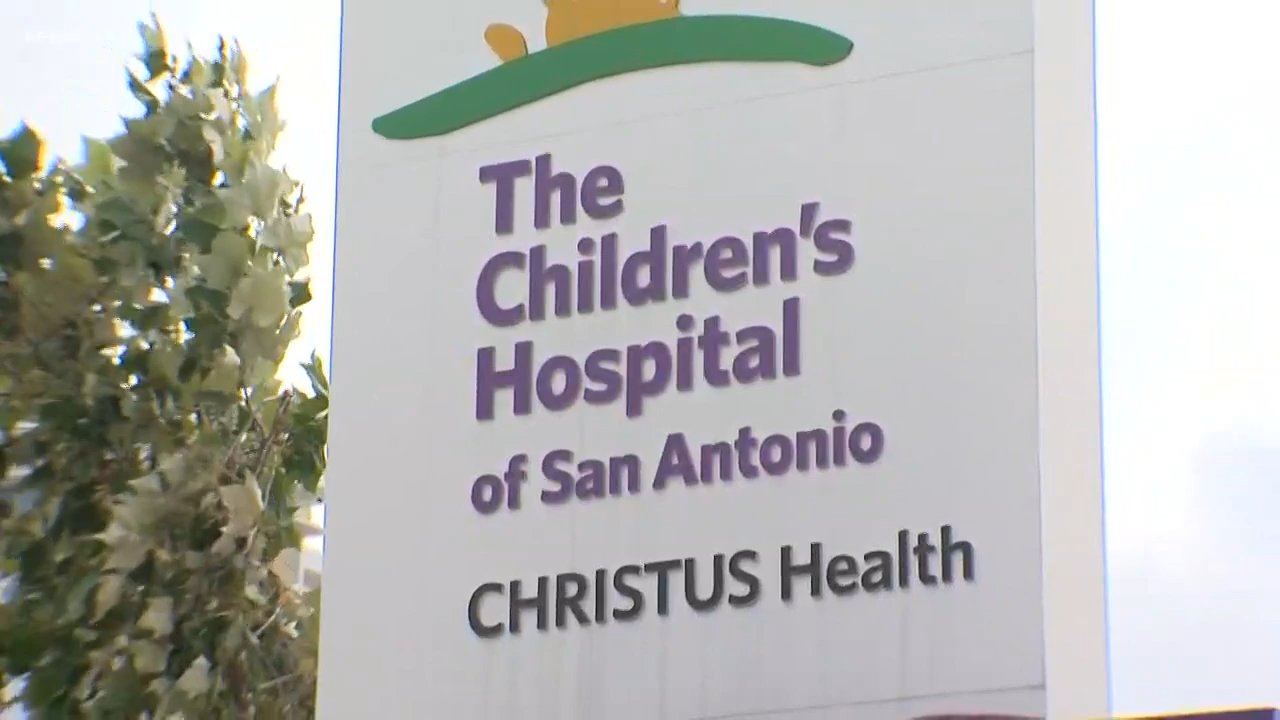 The
Children's
Hospital
of San Antonio
CHRISTUS Health